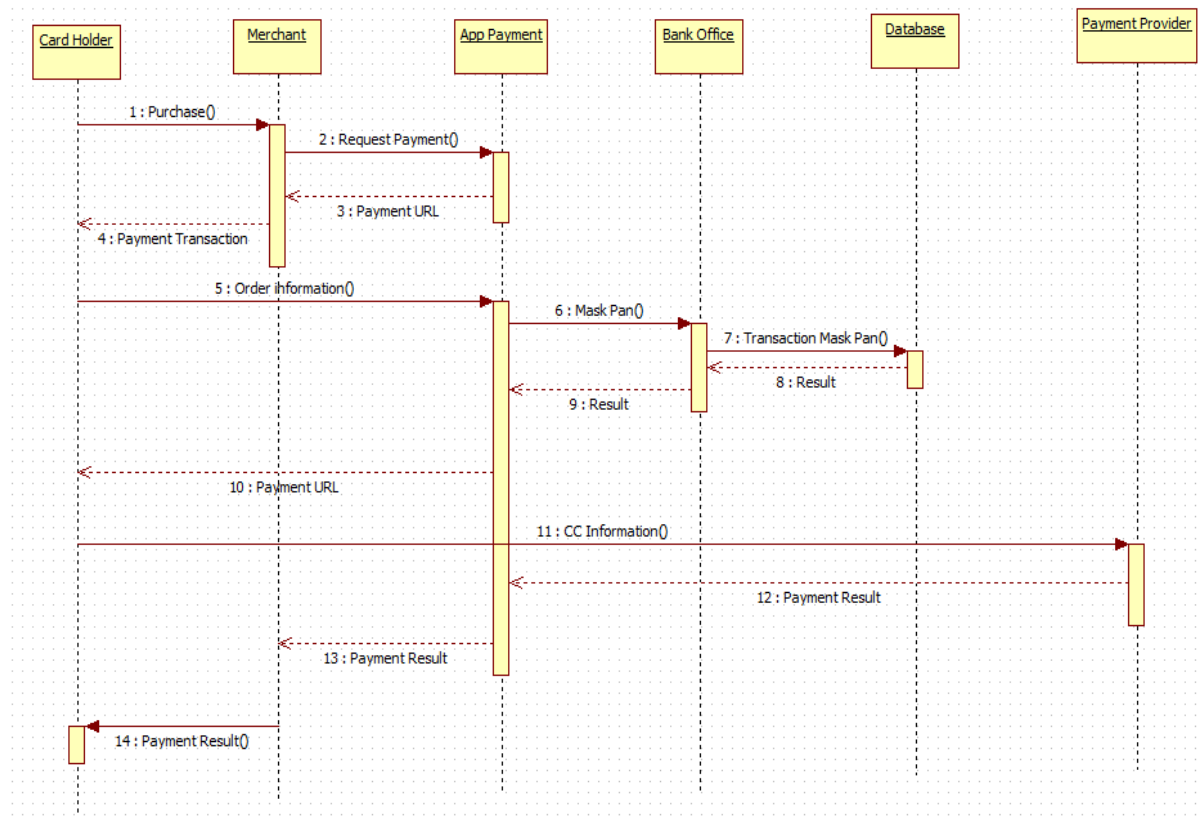 Card Holder
Merchant
App Payment
Bank Office
Database
Payment Provider
1 : Purchase()
2 : Request Payment()
3 : Payment URL
4 : Payment Transaction
5 : Order information()
6 : Mask Pan()
7 : Transaction Mask Pan()
8 : Result
9 : Result
10 : Payment URL
11 : CC Information()
12 : Payment Result
13 : Payment Result
14 : Payment Result()